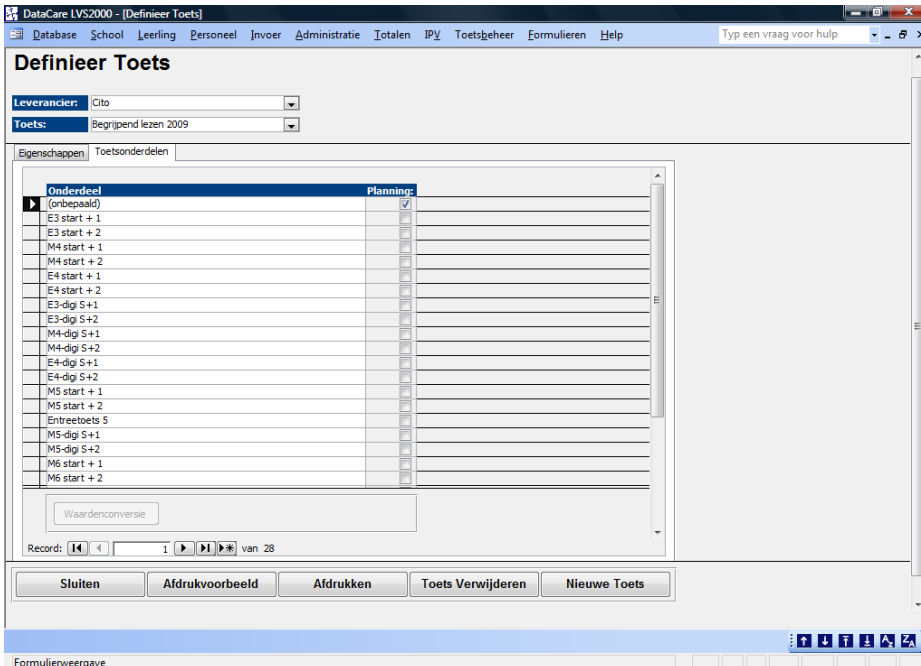 DataCare LVS2000 - [Definieer Toets]
Database School Leerling Personeel Invoer Administratie Totalen IPV Toetsbeheer Formulieren Help Typ een vraag voor hulp
Definieer Toets
Leverancier: Cito
Toets: Begrijpend lezen 2009
Eigenschappen Toetsonderdelen
Onderdeel Planning:
(onbepaald)
E3 start + 1
E3 start + 2
M4 start + 1
M4 start + 2
E4 start + 1
E4 start + 2
E3-digi S+1
E3-digi S+2
M4-digi S+1
M4-digi S+2
E4-digi S+1
E4-digi S+2
M5 start + 1
M5 start + 2
Entreetoets 5
M5-digi S+1
M5-digi S+2
M6 start + 1
M6 start + 2
Waardenconversie
Record: 1 van 28
Sluiten Afdrukvoorbeeld Afdrukken Toets Verwijderen Nieuwe Toets
Formulierweergave